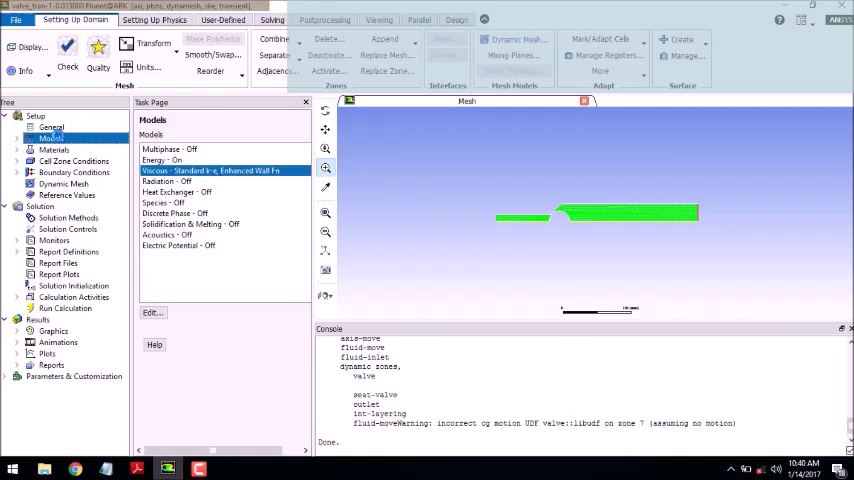 valve_tran-1-0.015000 Fluent@ARK [axi, pbns, dynamesh, ske, transient]
ANSYS
File
Setting Up Domain
Setting Up Physics
User-Defined
Solving
Postprocessing
Viewing
Parallel
Design
Display...
Info
Check
Quality
Transform
Units...
Make Polyhedra
Smooth/Swap...
Reorder
Mesh
Combine
Separate
Adjacency...
Delete...
Deactivate...
Activate...
Append
Replace Mesh...
Replace Zone...
Zones
Mesh...
Interfaces
Dynamic Mesh...
Mixing Planes...
Mesh Models
Mark/Adapt Cells
Manage Registers...
More
Adapt
Create
Manage...
Surface
Tree
Setup
General
Models
Materials
Cell Zone Conditions
Boundary Conditions
Dynamic Mesh
Reference Values
Solution
Solution Methods
Solution Controls
Monitors
Report Definitions
Report Files
Report Plots
Solution Initialization
Calculation Activities
Run Calculation
Results
Graphics
Animations
Plots
Reports
Parameters & Customization
Task Page
Models
Models
Multiphase - Off
Energy - On
Viscous - Standard k-e, Enhanced Wall Fn
Radiation - Off
Heat Exchanger - Off
Species - Off
Discrete Phase - Off
Solidification & Melting - Off
Acoustics - Off
Electric Potential - Off
Edit...
Help
Mesh
0
Console
axis-move
fluid-move
fluid-inlet
dynamic zones,
valve
seat-valve
outlet
int-layering
fluid-moveWarning: incorrect cg motion UDF valve::libudf on zone 7 (assuming no motion)
Done.
10:40 AM
1/14/2017
18